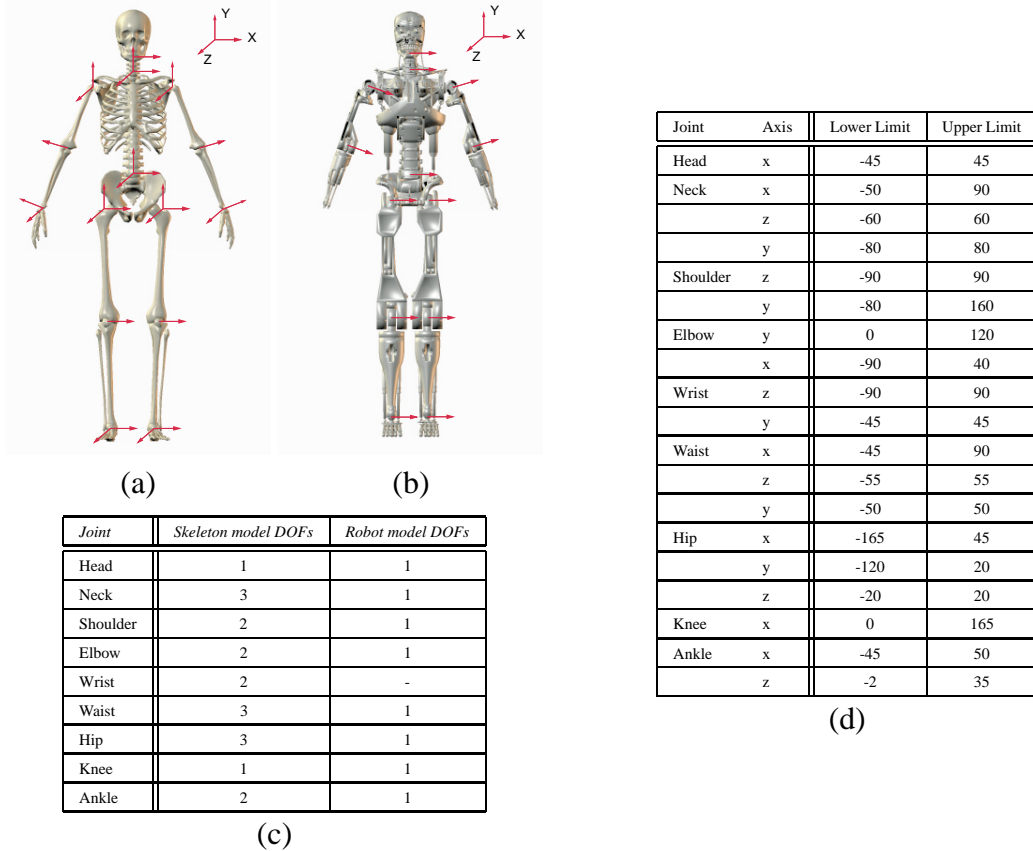 Y
X
Z
Y
X
Z
(a)
(b)
Joint Skeleton model DOFs Robot model DOFs
Head 1 1
Neck 3 1
Shoulder 2 1
Elbow 2 1
Wrist 2 -
Waist 3 1
Hip 3 1
Knee 1 1
Ankle 2 1
(c)
Joint Axis Lower Limit Upper Limit
Head x -45 45
Neck x -50 90
z -60 60
y -80 80
Shoulder z -90 90
y -80 160
Elbow y 0 120
x -90 40
Wrist z -90 90
y -45 45
Waist x -45 90
z -55 55
y -50 50
Hip x -165 45
y -120 20
z -20 20
Knee x 0 165
Ankle x -45 50
z -2 35
(d)